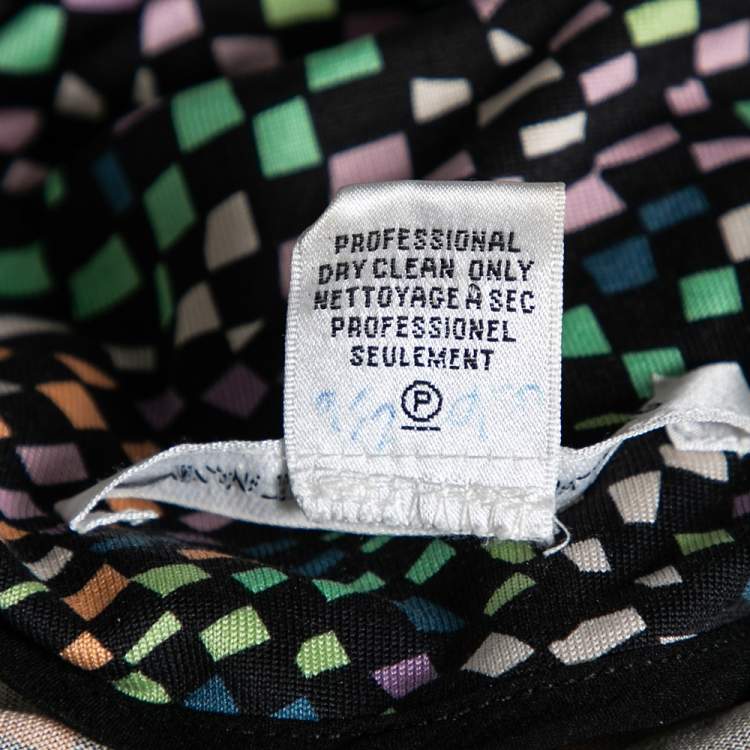 PROFESSIONAL
DRY CLEAN ONLY
NETTOYAGE À SEC
PROFESSIONEL
SEULEMENT
P